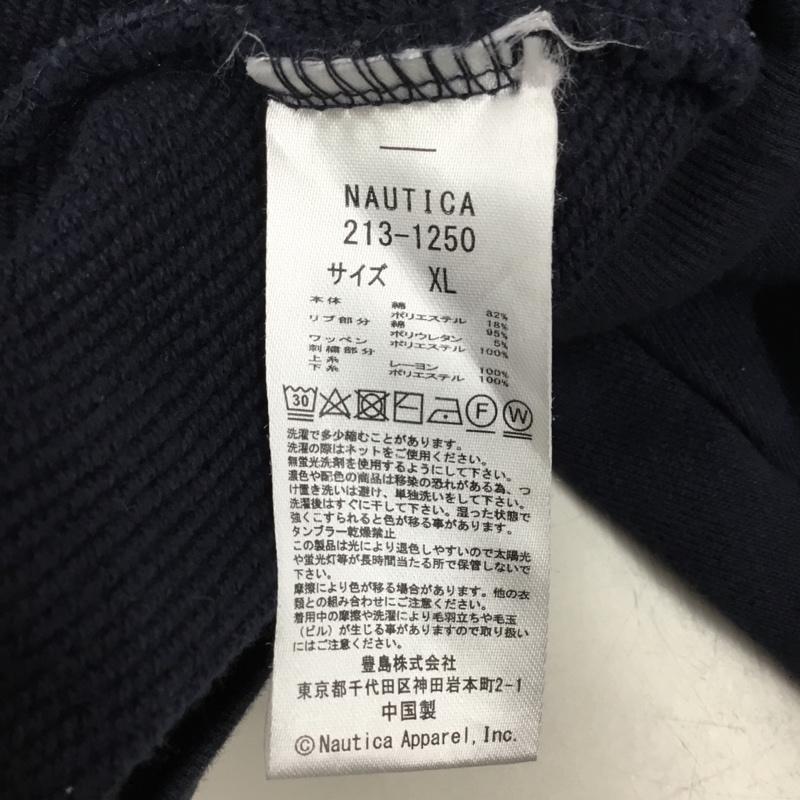 NAUTICA
213-1250
サイズ XL
本体 綿 82%
ポリエステル 18%
リブ部分 綿 95%
ポリウレタン 5%
ワッペン ポリエステル 100%
刺繍部分
上糸 レーヨン 100%
下糸 ポリエステル 100%
30 F W
洗濯で多少縮むことがあります。
洗濯の際はネットをご使用ください。
無蛍光洗剤を使用するようにして下さい。
濃色や配色の商品は移染の恐れがある為、つ
け置き洗いは避け、単独洗いをして下さい。
洗濯後はすぐに干して下さい。湿った状態で
強くこすられると色が移る事があります。
タンブラー乾燥禁止
この製品は光により退色しやすいので太陽光
や蛍光灯等が長時間当たる所で保管しないで
下さい。
摩擦により色が移る場合があります。他の衣
類との組み合わせにご注意ください。
着用中の摩擦や洗濯により毛羽立ちや毛玉
(ピル)が生じる事がありますので取り扱い
にはご注意ください。
豊島株式会社
東京都千代田区神田岩本町2-1
中国製
©Nautica Apparel, Inc.